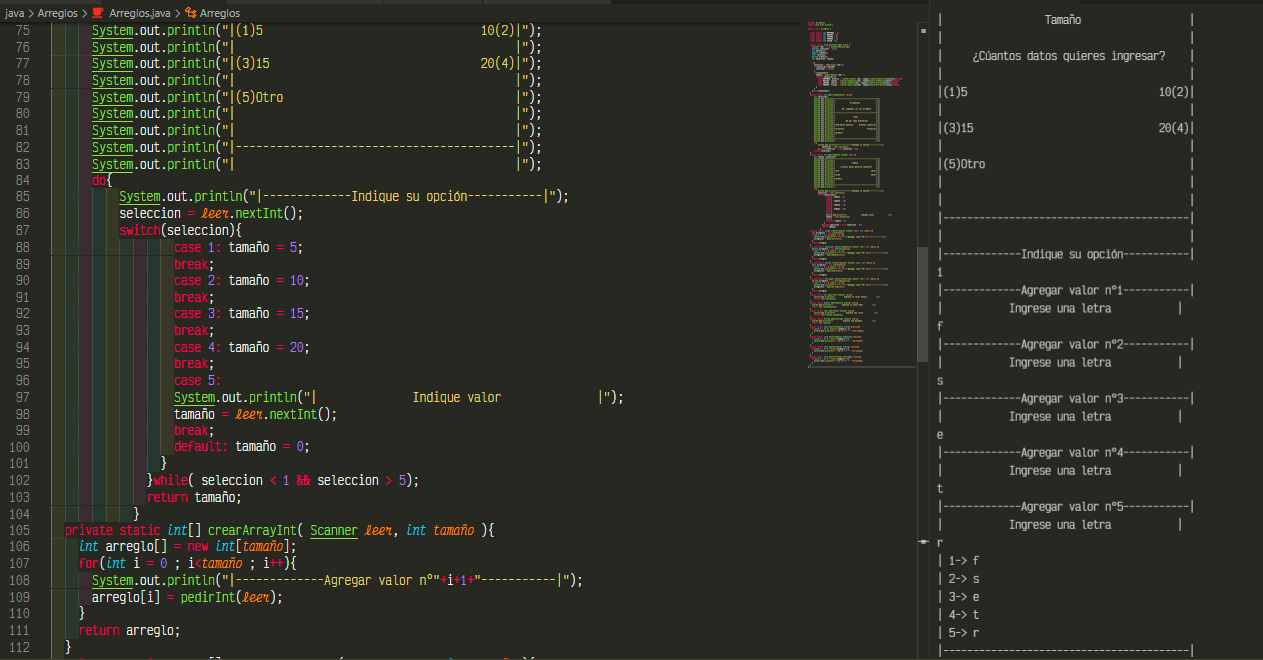 java > Arreglos > Arreglos.java > Arreglos
75 System.out.println("|(1)5                                10(2)|");
76 System.out.println("|                                         |");
77 System.out.println("|(3)15                               20(4)|");
78 System.out.println("|                                         |");
79 System.out.println("|(5)Otro                                  |");
80 System.out.println("|                                         |");
81 System.out.println("|                                         |");
82 System.out.println("|-----------------------------------------|");
83 System.out.println("|                                         |");
84 do{
85 System.out.println("|-------------Indique su opción-----------|");
86 seleccion = leer.nextInt();
87 switch(seleccion){
88 case 1: tamaño = 5;
89 break;
90 case 2: tamaño = 10;
91 break;
92 case 3: tamaño = 15;
93 break;
94 case 4: tamaño = 20;
95 break;
96 case 5:
97 System.out.println("|              Indique valor              |");
98 tamaño = leer.nextInt();
99 break;
100 default: tamaño = 0;
101 }
102 }while( seleccion < 1 && seleccion > 5);
103 return tamaño;
104 }
105 private static int[] crearArrayInt( Scanner leer, int tamaño ){
106 int arreglo[] = new int[tamaño];
107 for(int i = 0 ; i<tamaño ; i++){
108 System.out.println("|-------------Agregar valor n°"+i+1+"-----------|");
109 arreglo[i] = pedirInt(leer);
110 }
111 return arreglo;
112 }
|                 Tamaño                  |
|                                         |
|     ¿Cúantos datos quieres ingresar?    |
|                                         |
|(1)5                                10(2)|
|                                         |
|(3)15                               20(4)|
|                                         |
|(5)Otro                                  |
|                                         |
|                                         |
|-----------------------------------------|
|                                         |
|-------------Indique su opción-----------|
1
|-------------Agregar valor n°1-----------|
|           Ingrese una letra           |
f
|-------------Agregar valor n°2-----------|
|           Ingrese una letra           |
s
|-------------Agregar valor n°3-----------|
|           Ingrese una letra           |
e
|-------------Agregar valor n°4-----------|
|           Ingrese una letra           |
t
|-------------Agregar valor n°5-----------|
|           Ingrese una letra           |
r
| 1-> f
| 2-> s
| 3-> e
| 4-> t
| 5-> r
|-----------------------------------------|